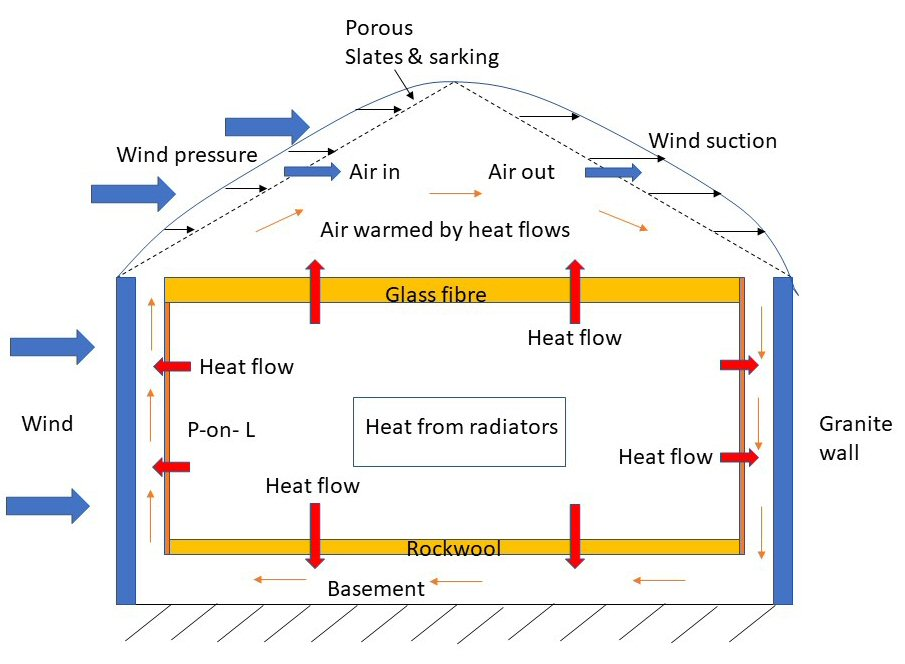 Porous
Slates & sarking
Wind pressure
Wind suction
Air in
Air out
Air warmed by heat flows
Glass fibre
Heat flow
Heat flow
Wind
P-on- L
Heat from radiators
Granite
wall
Heat flow
Heat flow
Rockwool
Basement